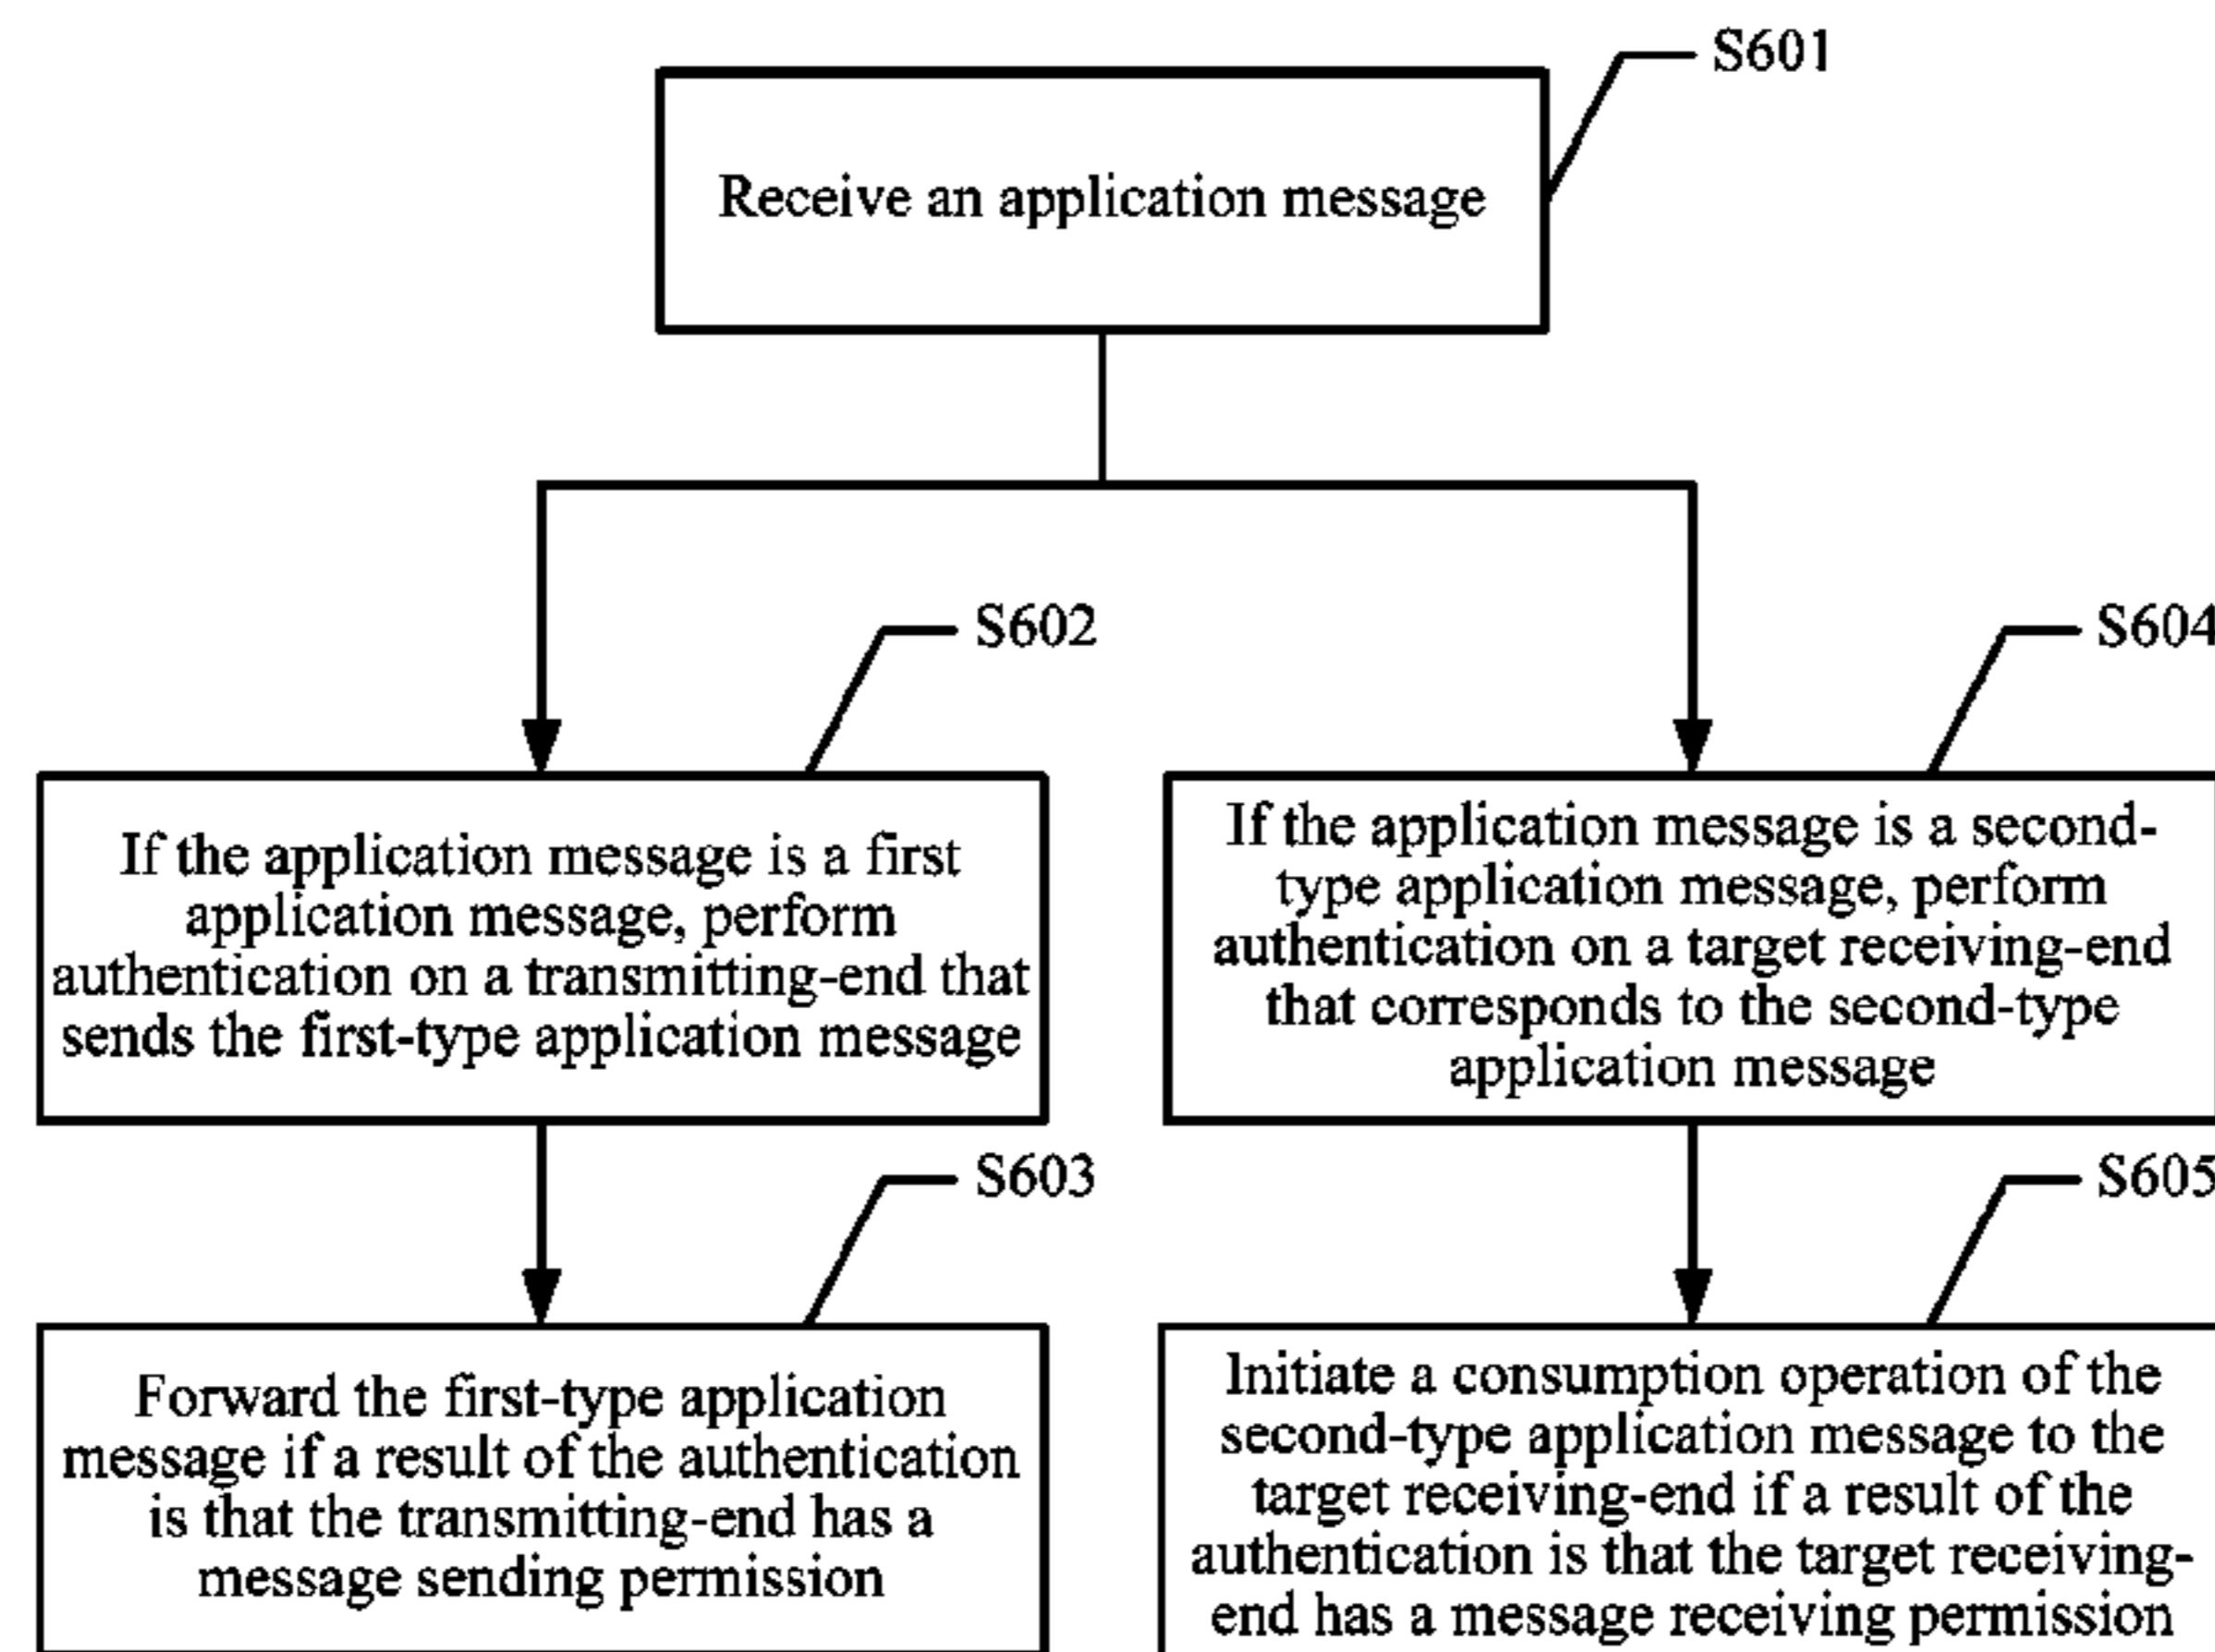 S601
Receive an application message
S602
If the application message is a first
application message, perform
authentication on a transmitting-end that
sends the first-type application message
S603
Forward the first-type application
message if a result of the authentication
is that the transmitting-end has a
message sending permission
S604
If the application message is a second-
type application message, perform
authentication on a target receiving-end
that corresponds to the second-type
application message
S605
Initiate a consumption operation of the
second-type application message to the
target receiving-end if a result of the
authentication is that the target receiving-
end has a message receiving permission